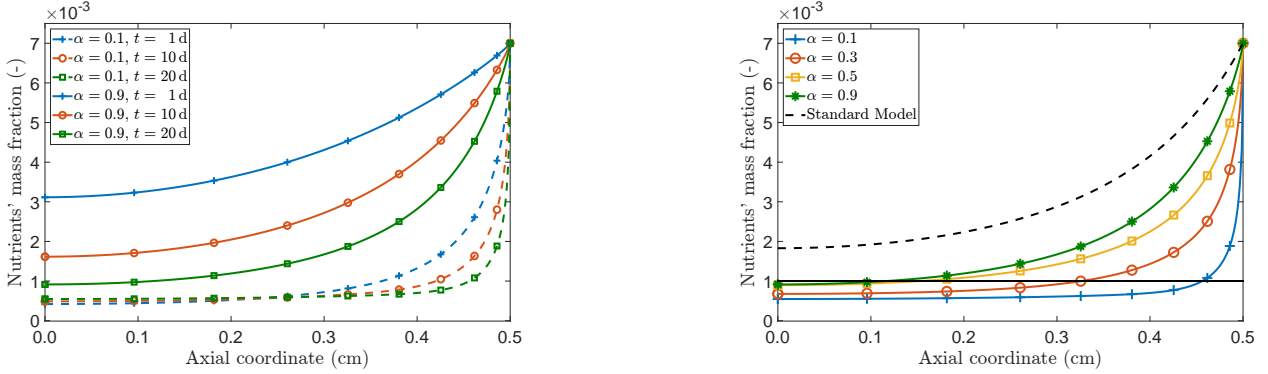 ×10⁻³
7
6
5
4
3
2
1
0
Nutrients' mass fraction (-)
α = 0.1, t = 1 d
α = 0.1, t = 10 d
α = 0.1, t = 20 d
α = 0.9, t = 1 d
α = 0.9, t = 10 d
α = 0.9, t = 20 d
0.0 0.1 0.2 0.3 0.4 0.5
Axial coordinate (cm)
×10⁻³
7
6
5
4
3
2
1
0
Nutrients' mass fraction (-)
α = 0.1
α = 0.3
α = 0.5
α = 0.9
Standard Model
0.0 0.1 0.2 0.3 0.4 0.5
Axial coordinate (cm)